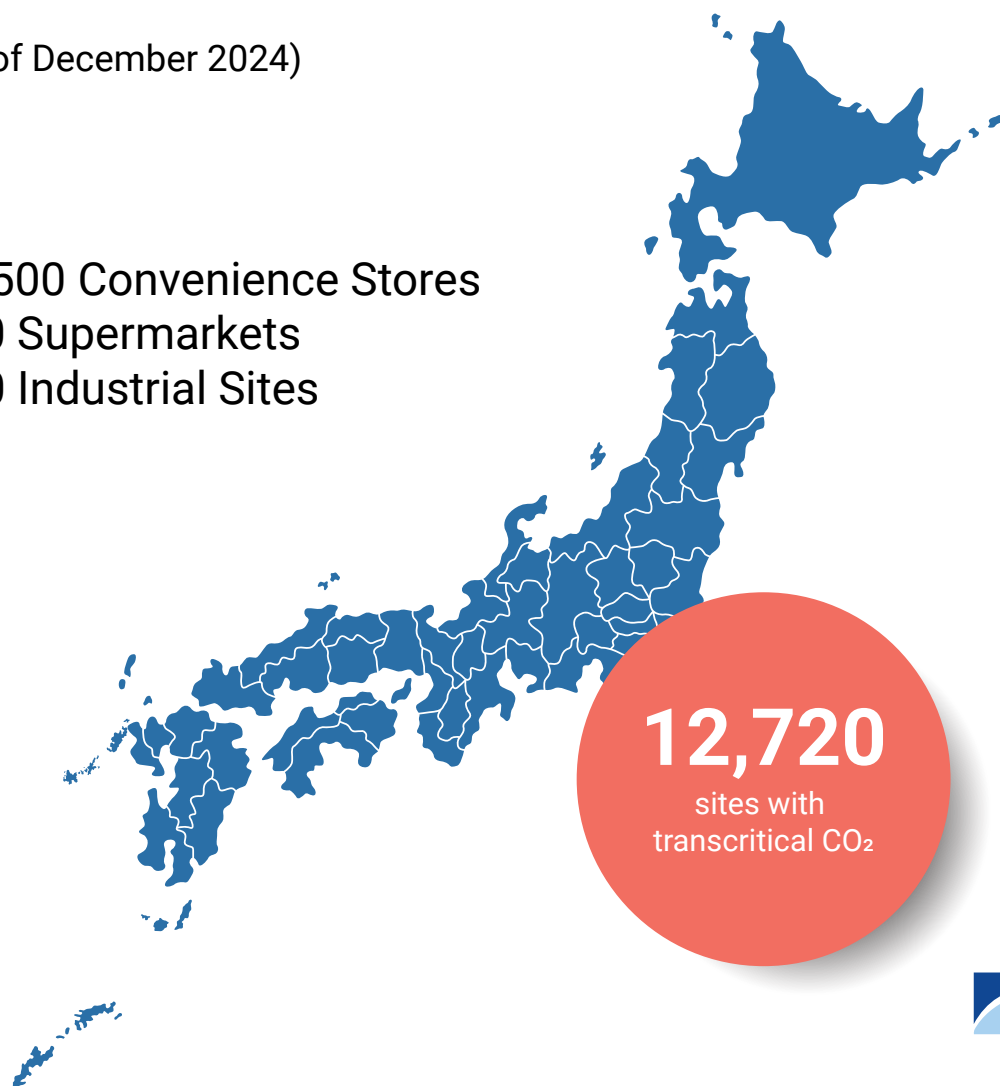 of December 2024)
500 Convenience Stores
0 Supermarkets
0 Industrial Sites
12,720
sites with
transcritical CO₂